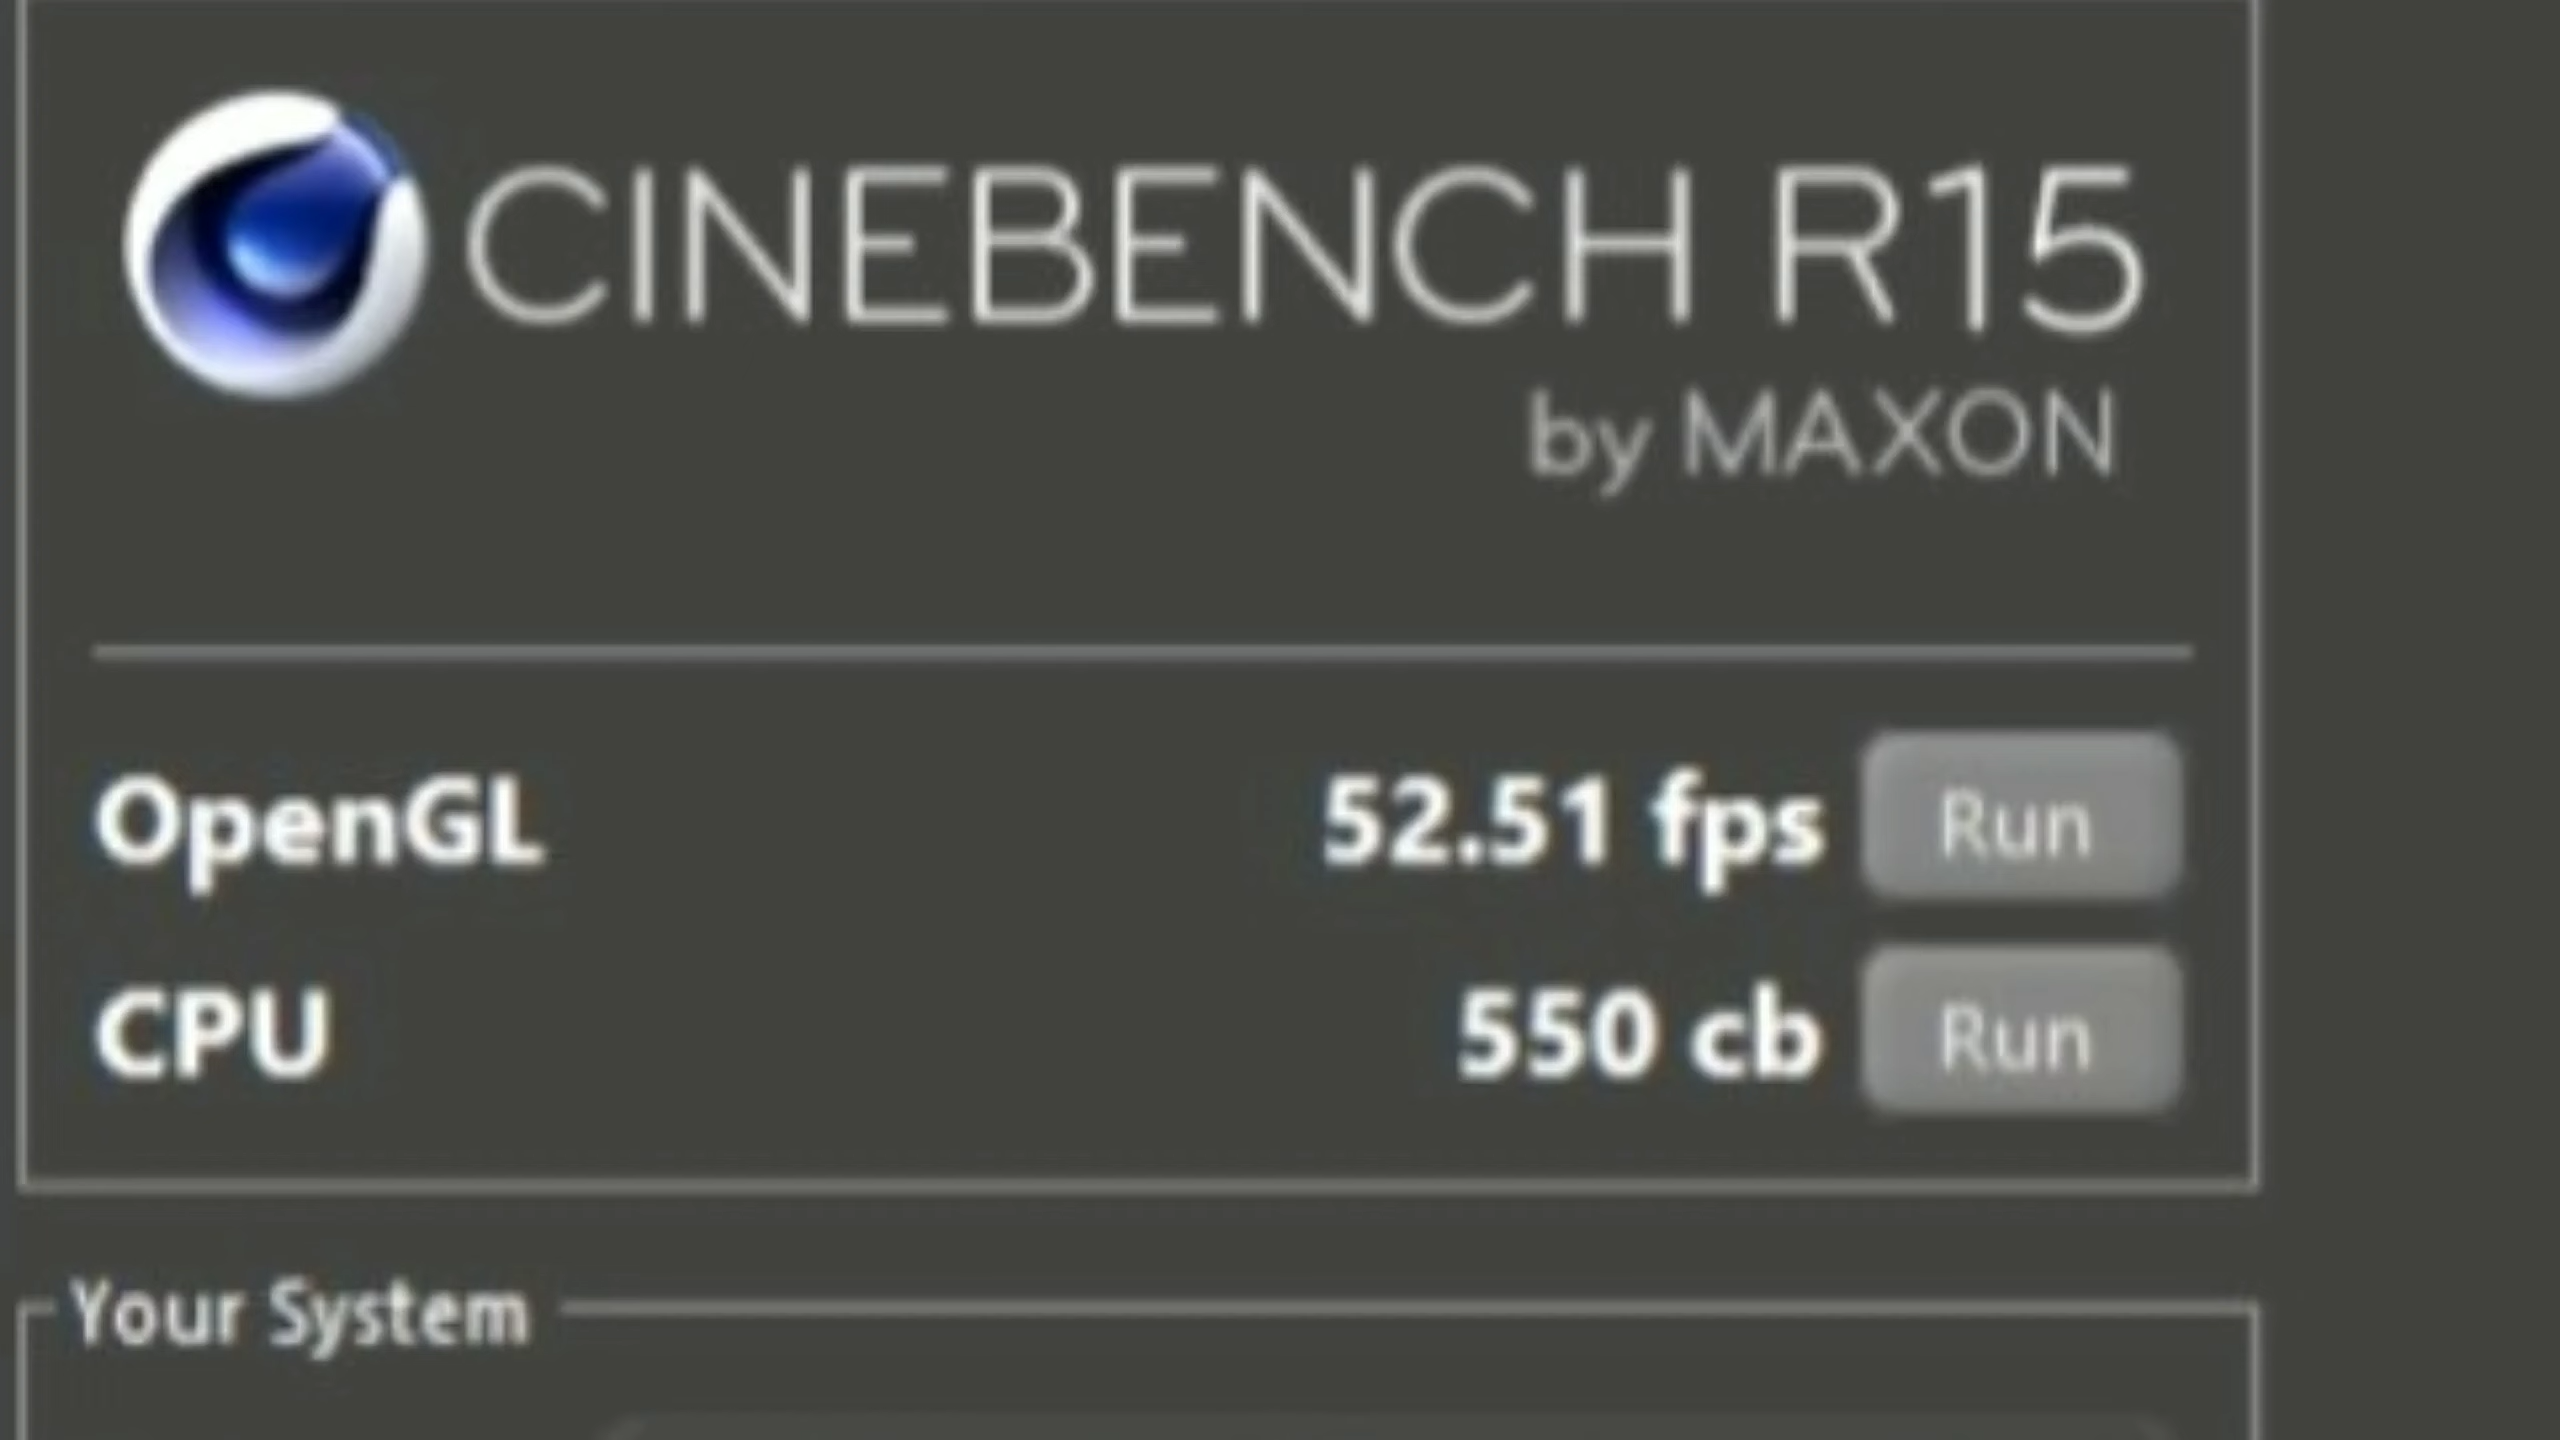 CINEBENCH R15
by MAXON
OpenGL 52.51 fps Run
CPU 550 cb Run
Your System